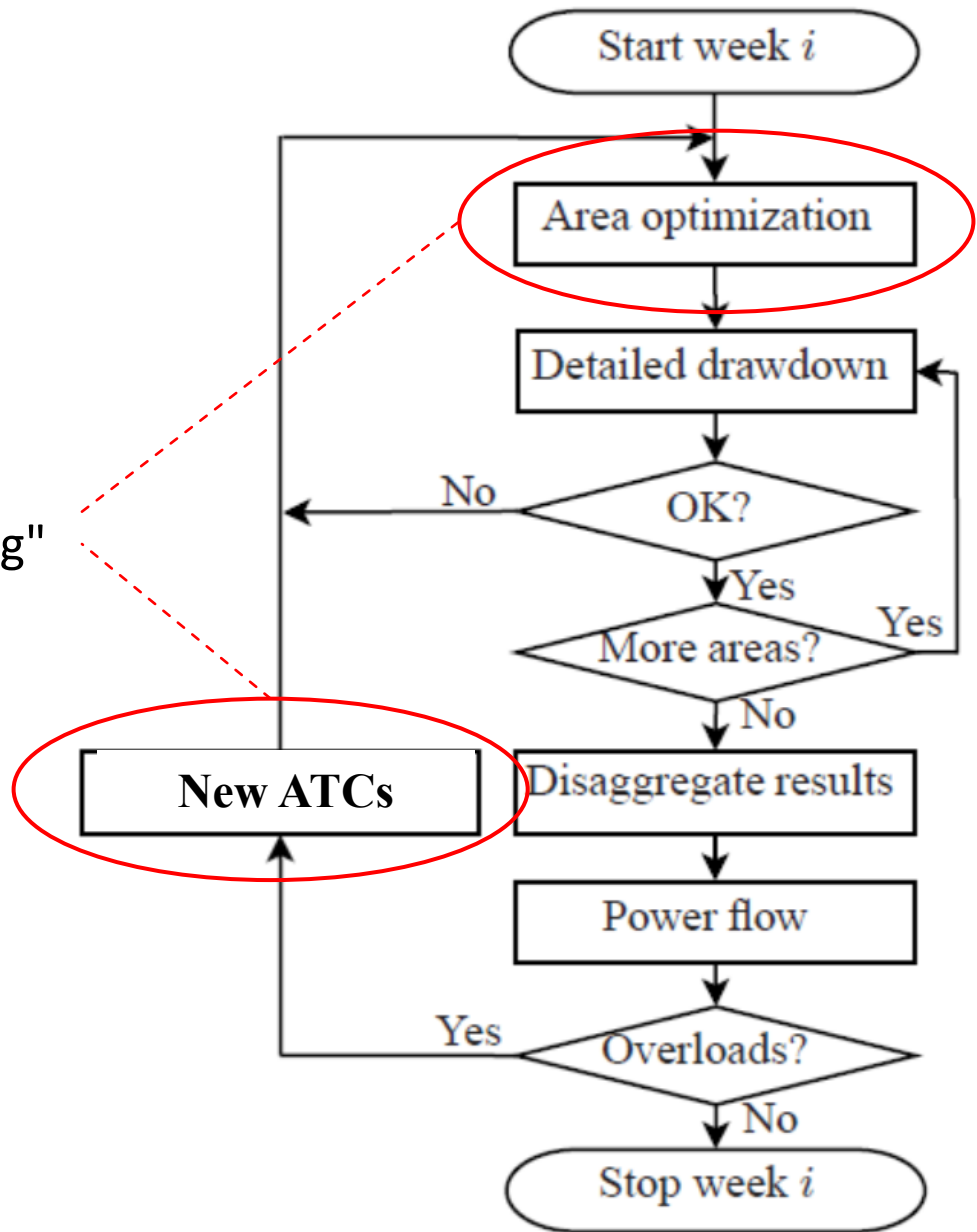 Start week i
Area optimization
Detailed drawdown
No
OK?
g"
Yes
More areas?
Yes
No
New ATCs
Disaggregate results
Power flow
Yes
Overloads?
No
Stop week i